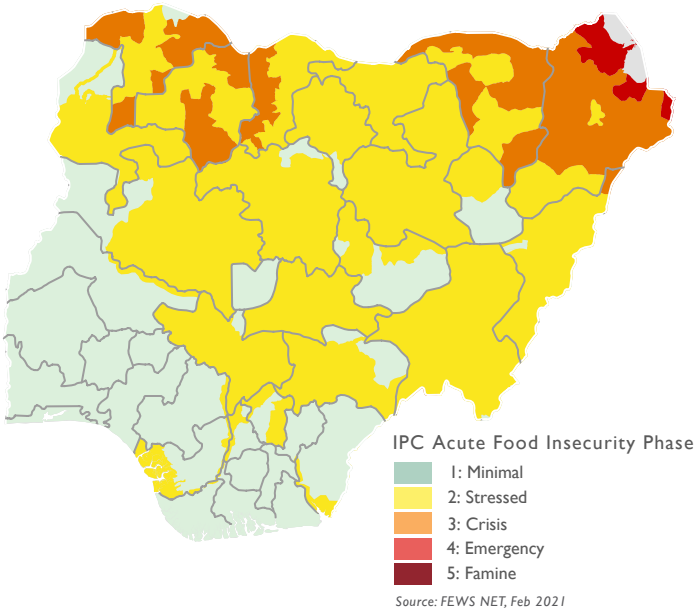 IPC Acute Food Insecurity Phase
1: Minimal
2: Stressed
3: Crisis
4: Emergency
5: Famine
Source: FEWS NET, Feb 2021